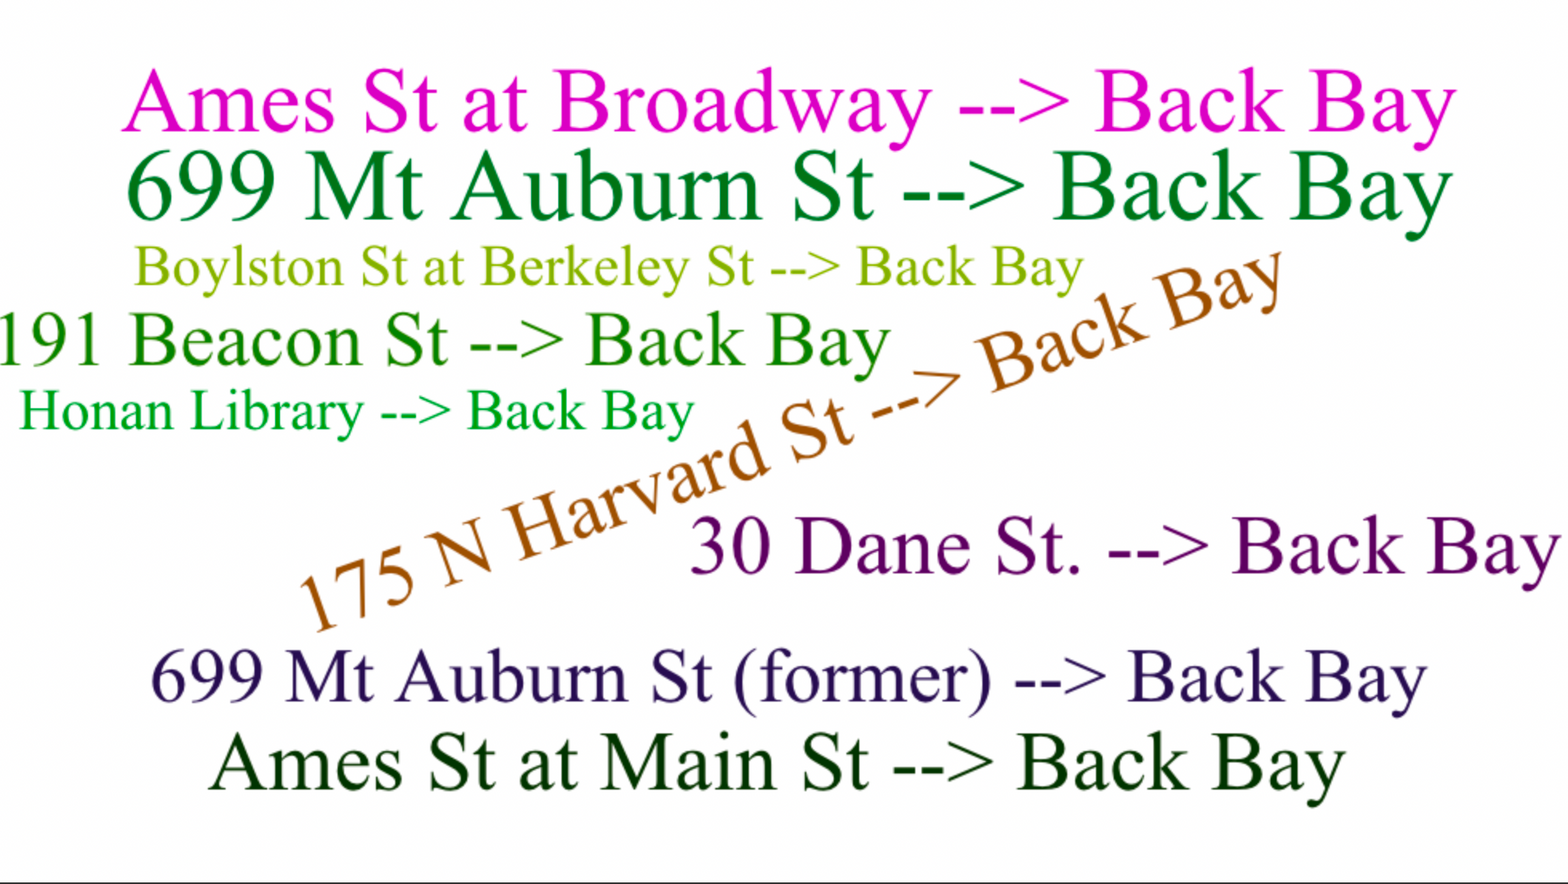 Ames St at Broadway --> Back Bay
699 Mt Auburn St --> Back Bay
Boylston St at Berkeley St --> Back Bay
191 Beacon St --> Back Bay
Honan Library --> Back Bay
175 N Harvard St --> Back Bay
30 Dane St. --> Back Bay
699 Mt Auburn St (former) --> Back Bay
Ames St at Main St --> Back Bay